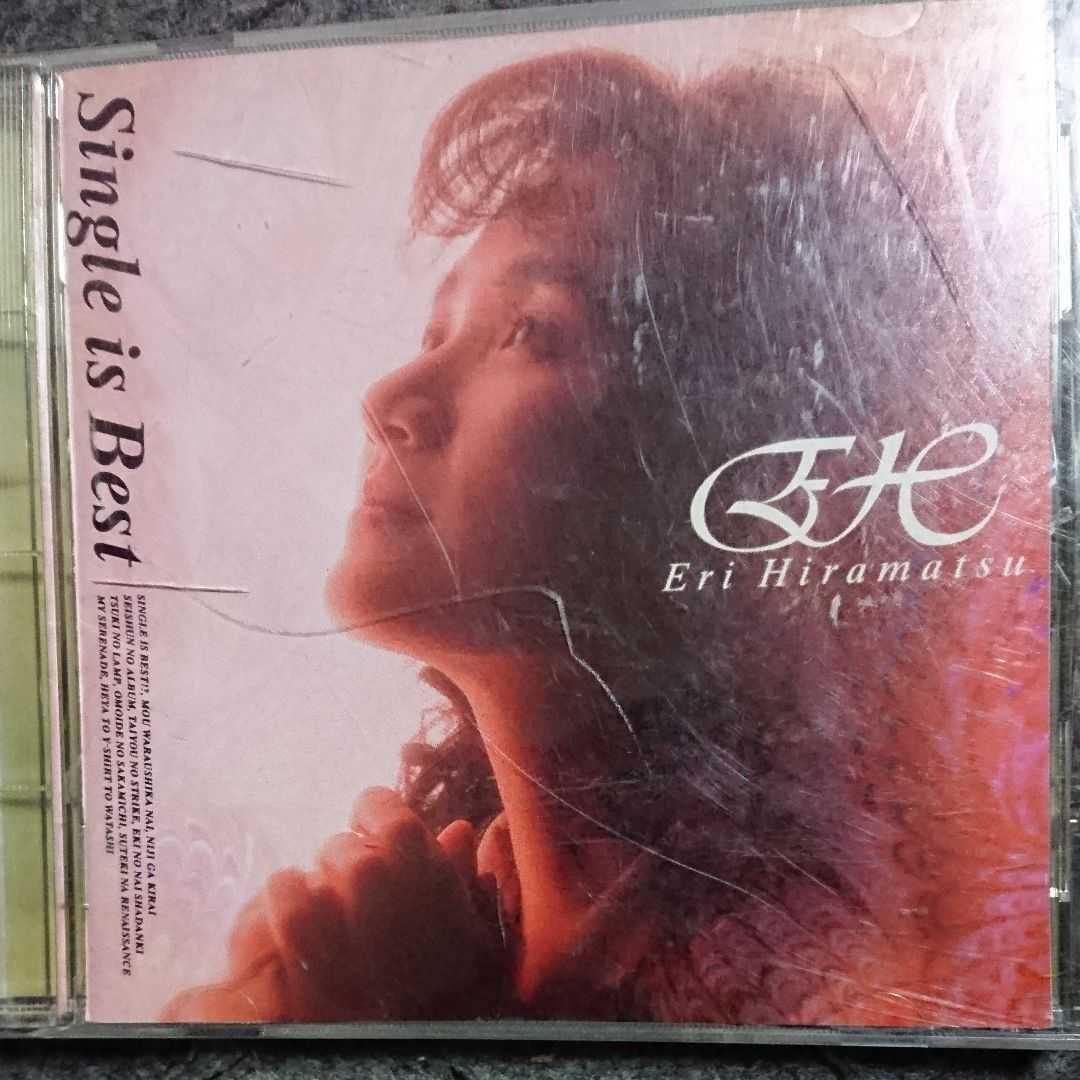 Single is Best
SINGLE IS BEST!?, MOU WARAUSHIKA NAI, NIJI GA KIRAI
SEISHUN NO ALBUM, TAIYOU NO STRIKE, EKI NO NAI SHADANKI
TSUKI NO LAMP, OMOIDE NO SAKAMICHI, SUTEKI NA RENAISSANCE
MY SERENADE, HEYA TO Y-SHIRT TO WATASHI
EH
Eri Hiramatsu